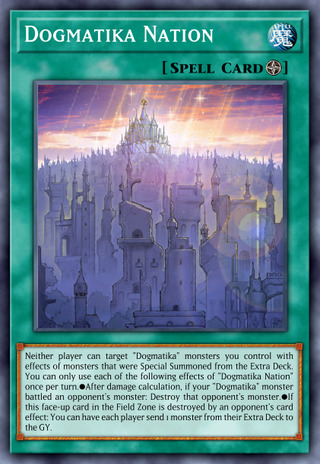 Dogmatika Nation
[Spell Card]
Neither player can target "Dogmatika" monsters you control with
effects of monsters that were Special Summoned from the Extra Deck.
You can only use each of the following effects of "Dogmatika Nation"
once per turn.●After damage calculation, if your "Dogmatika" monster
battled an opponent's monster: Destroy that opponent's monster.●If
this face-up card in the Field Zone is destroyed by an opponent's card
effect: You can have each player send 1 monster from their Extra Deck to
the GY.